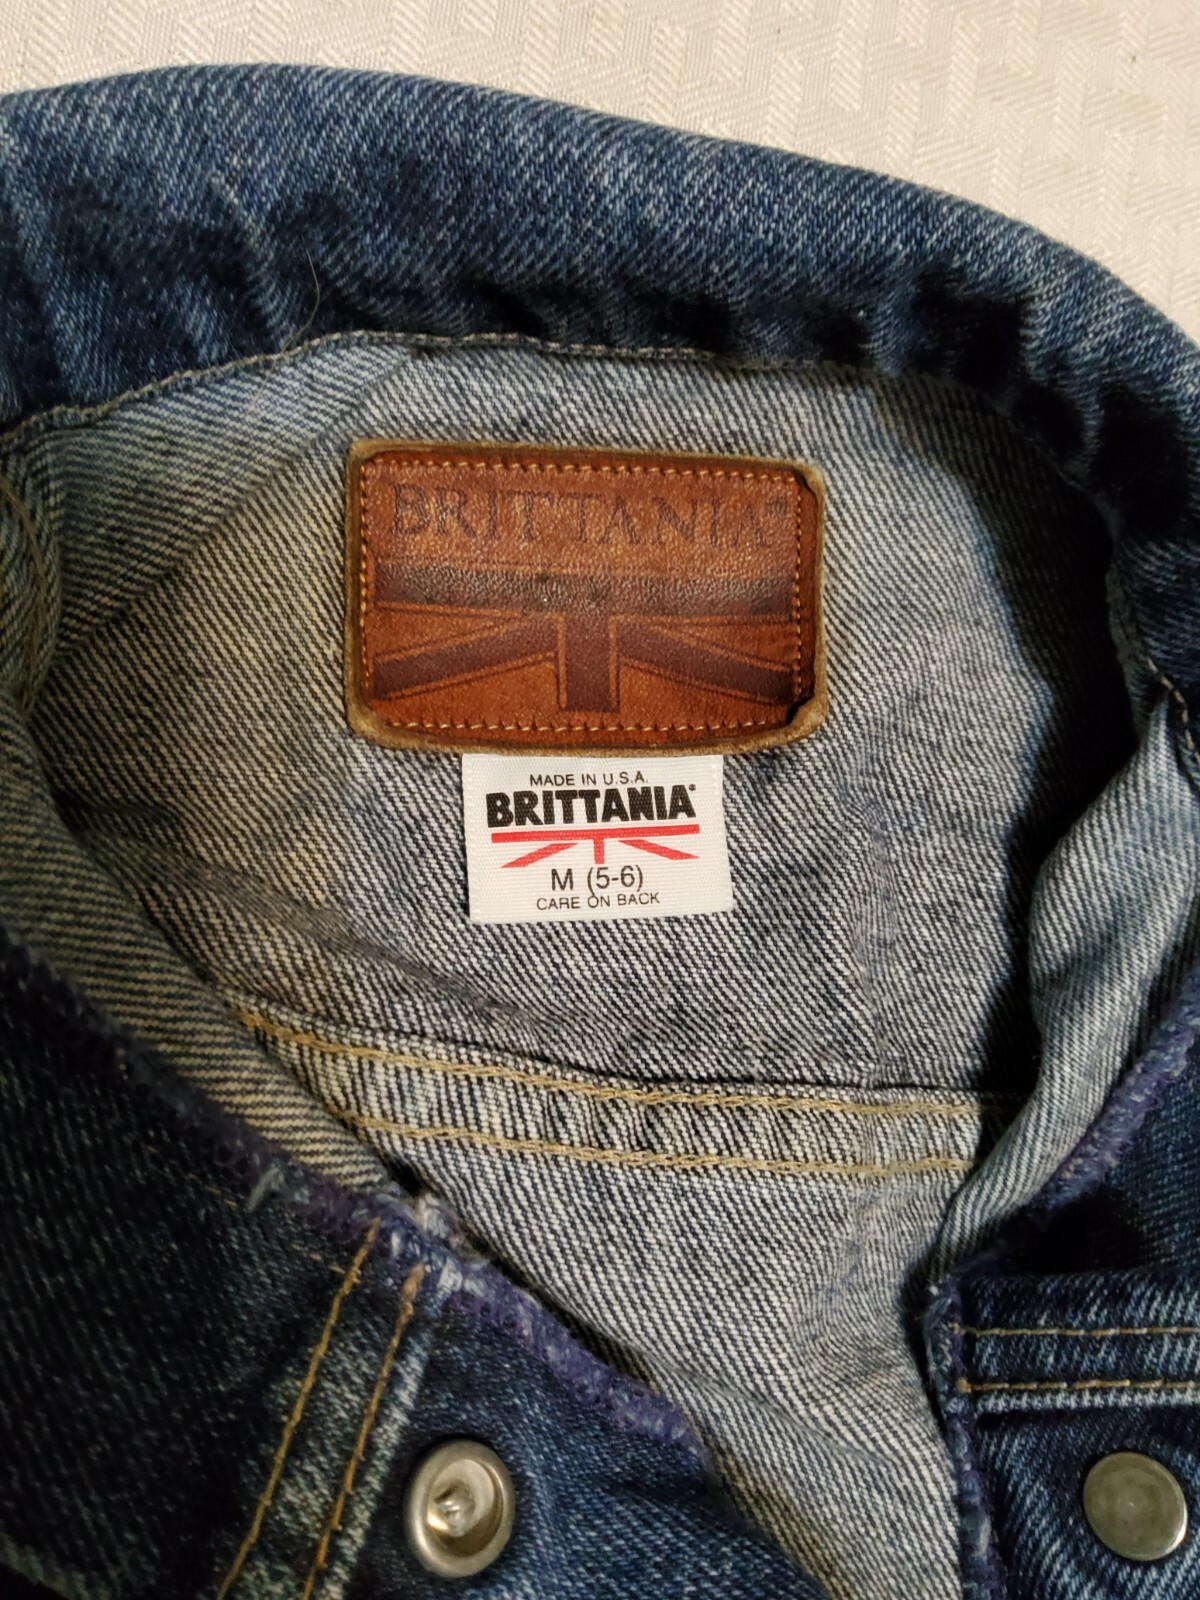 BRITTANIA®
MADE IN U.S.A.
BRITTANIA®
M (5-6)
CARE ON BACK